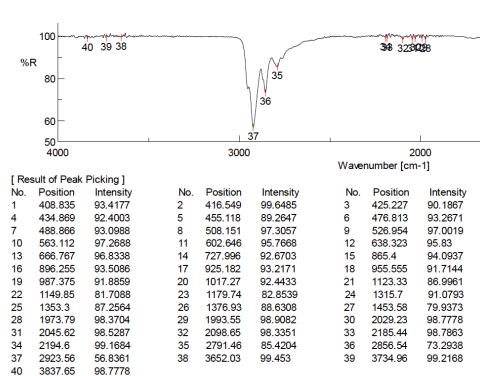 100
80
60
50
%R
40 39 38
35
36
37
4000 3000 2000
Wavenumber [cm-1]
[ Result of Peak Picking ]
No. Position Intensity No. Position Intensity No. Position Intensity
1 408.835 93.4177 2 416.549 99.6485 3 425.227 90.1867
4 434.869 92.4003 5 455.118 89.2647 6 476.813 93.2671
7 488.866 93.0988 8 508.151 97.3057 9 526.954 97.0019
10 563.112 97.2688 11 602.646 95.7668 12 638.323 95.83
13 666.767 96.8338 14 727.996 92.6703 15 865.4 94.0937
16 896.255 93.5086 17 925.182 93.2171 18 955.555 91.7144
19 987.375 91.8859 20 1017.27 92.4433 21 1123.33 86.9961
22 1149.85 81.7088 23 1179.74 82.8539 24 1315.7 91.0793
25 1353.3 87.2564 26 1376.93 88.6308 27 1453.58 79.9373
28 1973.79 98.3704 29 1993.55 98.9082 30 2029.23 98.7778
31 2045.62 98.5287 32 2098.65 98.3351 33 2185.44 98.7863
34 2194.6 99.1684 35 2791.46 85.4204 36 2856.54 73.2938
37 2923.56 56.8361 38 3652.03 99.453 39 3734.96 99.2168
40 3837.65 98.7778